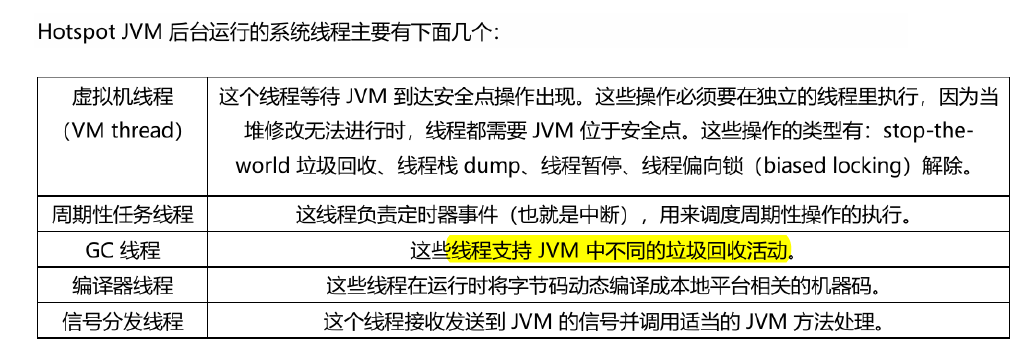 Hotspot JVM 后台运行的系统线程主要有下面几个：
虚拟机线程
（VM thread）
这个线程等待 JVM 到达安全点操作出现。这些操作必须要在独立的线程里执行，因为当
堆修改无法进行时，线程都需要 JVM 位于安全点。这些操作的类型有：stop-the-
world 垃圾回收、线程栈 dump、线程暂停、线程偏向锁（biased locking）解除。
周期性任务线程
这线程负责定时器事件（也就是中断），用来调度周期性操作的执行。
GC 线程
这些线程支持 JVM 中不同的垃圾回收活动。
编译器线程
这些线程在运行时将字节码动态编译成本地平台相关的机器码。
信号分发线程
这个线程接收发送到 JVM 的信号并调用适当的 JVM 方法处理。